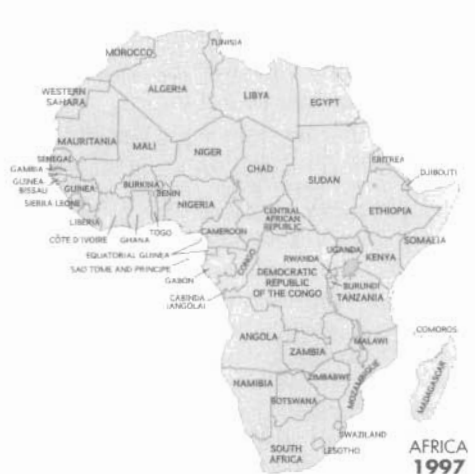 TUNISIA
MOROCCO
ALGERIA
LIBYA
EGYPT
WESTERN
SAHARA
MAURITANIA
MALI
NIGER
CHAD
SUDAN
ERITREA
DJIBOUTI
SENEGAL
GAMBIA
GUINEA
BISSAU
GUINEA
SIERRA LEONE
BURKINA
BENIN
NIGERIA
ETHIOPIA
LIBERIA
CÔTE D'IVOIRE
GHANA
TOGO
CAMEROON
CENTRAL
AFRICAN
REPUBLIC
SOMALIA
EQUATORIAL GUINEA
SAO TOME AND PRINCIPE
GABON
CONGO
UGANDA
KENYA
RWANDA
DEMOCRATIC
REPUBLIC
OF THE CONGO
BURUNDI
TANZANIA
CABINDA
(ANGOLA)
ANGOLA
ZAMBIA
MALAWI
COMOROS
MOZAMBIQUE
MADAGASCAR
NAMIBIA
ZIMBABWE
BOTSWANA
SWAZILAND
SOUTH
AFRICA
LESOTHO
AFRICA
1997